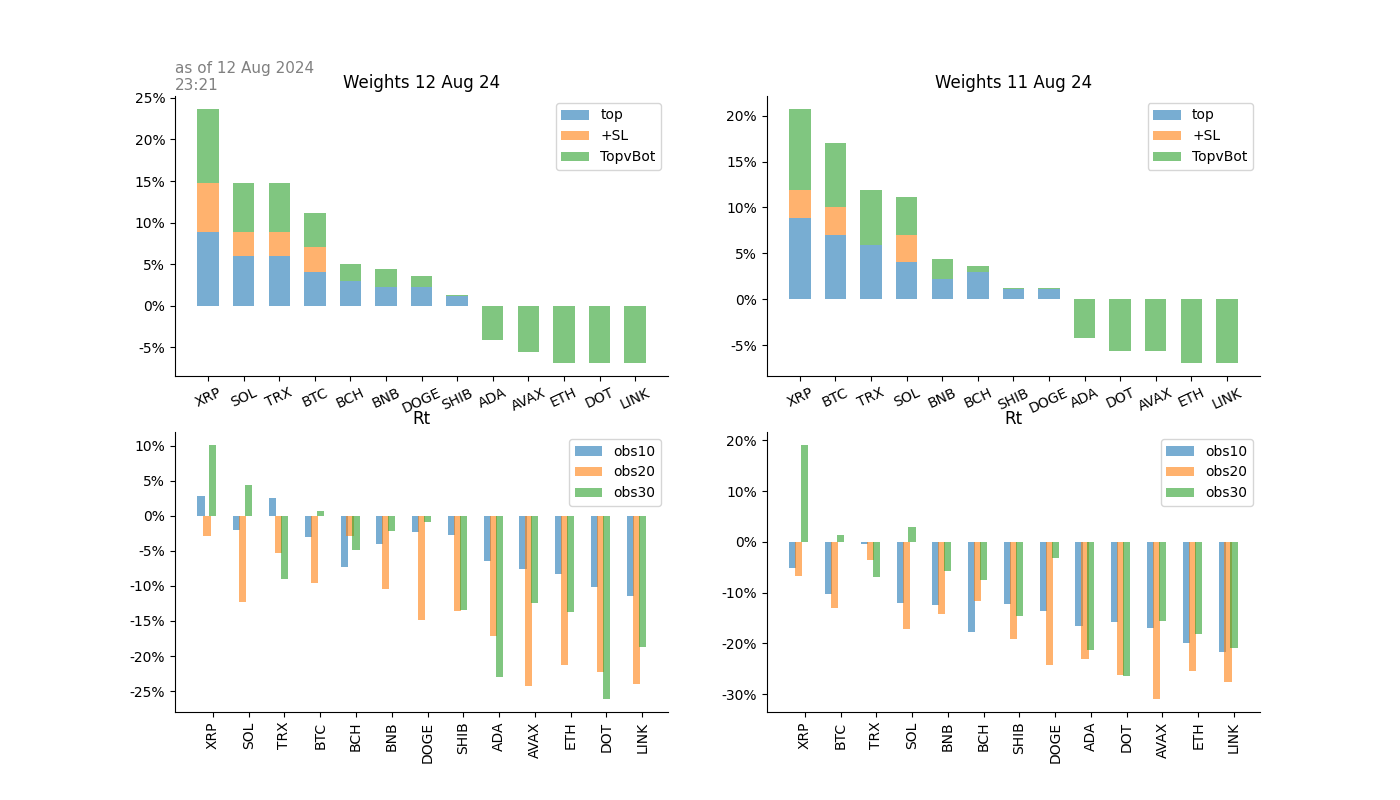 as of 12 Aug 2024
23:21
Weights 12 Aug 24
25%
20%
15%
10%
5%
0%
-5%
top
+SL
TopvBot
XRP SOL TRX BTC BCH BNB DOGE SHIB ADA AVAX ETH DOT LINK
Weights 11 Aug 24
20%
15%
10%
5%
0%
-5%
top
+SL
TopvBot
XRP BTC TRX SOL BNB BCH SHIB DOGE ADA DOT AVAX ETH LINK
Rt
10%
5%
0%
-5%
-10%
-15%
-20%
-25%
obs10
obs20
obs30
XRP SOL TRX BTC BCH BNB DOGE SHIB ADA AVAX ETH DOT LINK
Rt
20%
10%
0%
-10%
-20%
-30%
obs10
obs20
obs30
XRP BTC TRX SOL BNB BCH SHIB DOGE ADA DOT AVAX ETH LINK